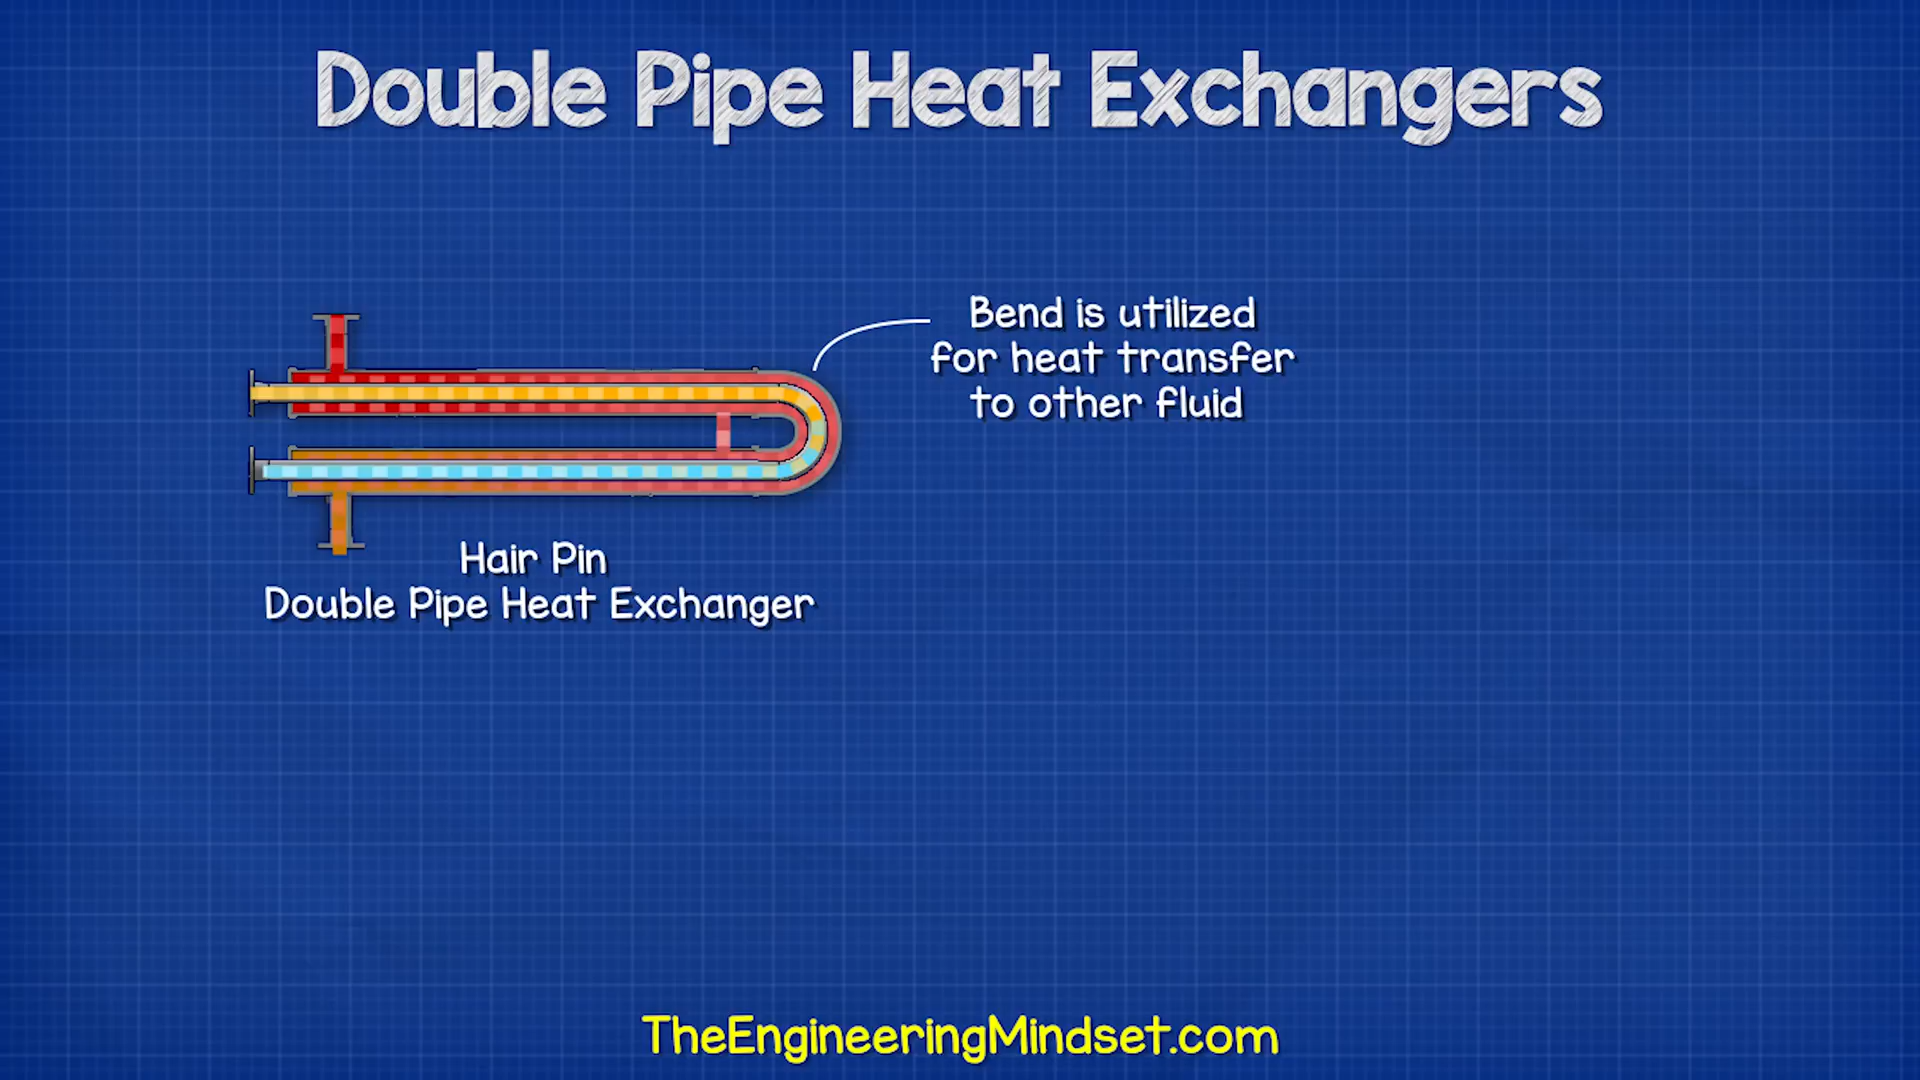 Double Pipe Heat Exchangers
Bend is utilized
for heat transfer
to other fluid
Hair Pin
Double Pipe Heat Exchanger
TheEngineeringMindset.com